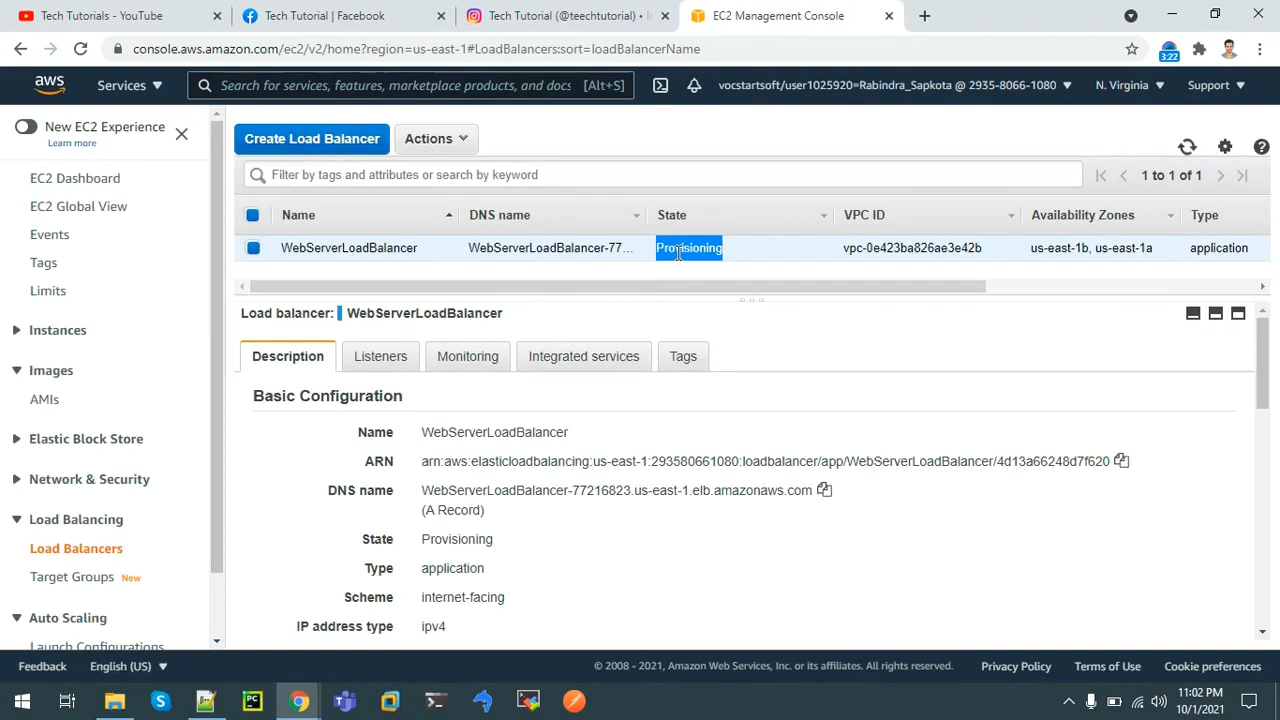 Tech Tutorials - YouTube
Tech Tutorial | Facebook
Tech Tutorial (@teechtutorial) •
EC2 Management Console
console.aws.amazon.com/ec2/v2/home?region=us-east-1#LoadBalancers:sort=loadBalancerName
3:22
aws
Services
Search for services, features, marketplace products, and docs [Alt+S]
vocstartsoft/user1025920=Rabindra_Sapkota @ 2935-8066-1080
N. Virginia
Support
New EC2 Experience
Learn more
EC2 Dashboard
EC2 Global View
Events
Tags
Limits
Instances
Images
AMIs
Elastic Block Store
Network & Security
Load Balancing
Load Balancers
Target Groups New
Auto Scaling
Launch Configurations
Create Load Balancer
Actions
Filter by tags and attributes or search by keyword
1 to 1 of 1
Name DNS name State VPC ID Availability Zones Type
WebServerLoadBalancer WebServerLoadBalancer-77... Provisioning vpc-0e423ba826ae3e42b us-east-1b, us-east-1a application
Load balancer: WebServerLoadBalancer
Description Listeners Monitoring Integrated services Tags
Basic Configuration
Name WebServerLoadBalancer
ARN arn:aws:elasticloadbalancing:us-east-1:293580661080:loadbalancer/app/WebServerLoadBalancer/4d13a66248d7f620
DNS name WebServerLoadBalancer-77216823.us-east-1.elb.amazonaws.com
(A Record)
State Provisioning
Type application
Scheme internet-facing
IP address type ipv4
Feedback English (US) © 2008 - 2021, Amazon Web Services, Inc. or its affiliates. All rights reserved. Privacy Policy Terms of Use Cookie preferences
11:02 PM
10/1/2021